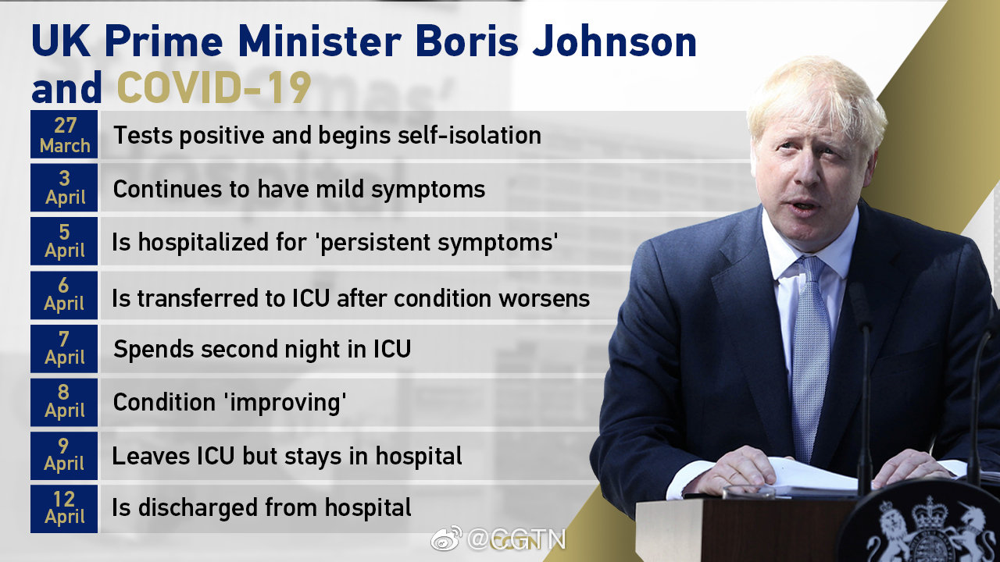 UK Prime Minister Boris Johnson
and COVID-19
27
March
Tests positive and begins self-isolation
3
April
Continues to have mild symptoms
5
April
Is hospitalized for 'persistent symptoms'
6
April
Is transferred to ICU after condition worsens
7
April
Spends second night in ICU
8
April
Condition 'improving'
9
April
Leaves ICU but stays in hospital
12
April
Is discharged from hospital
@CGTN